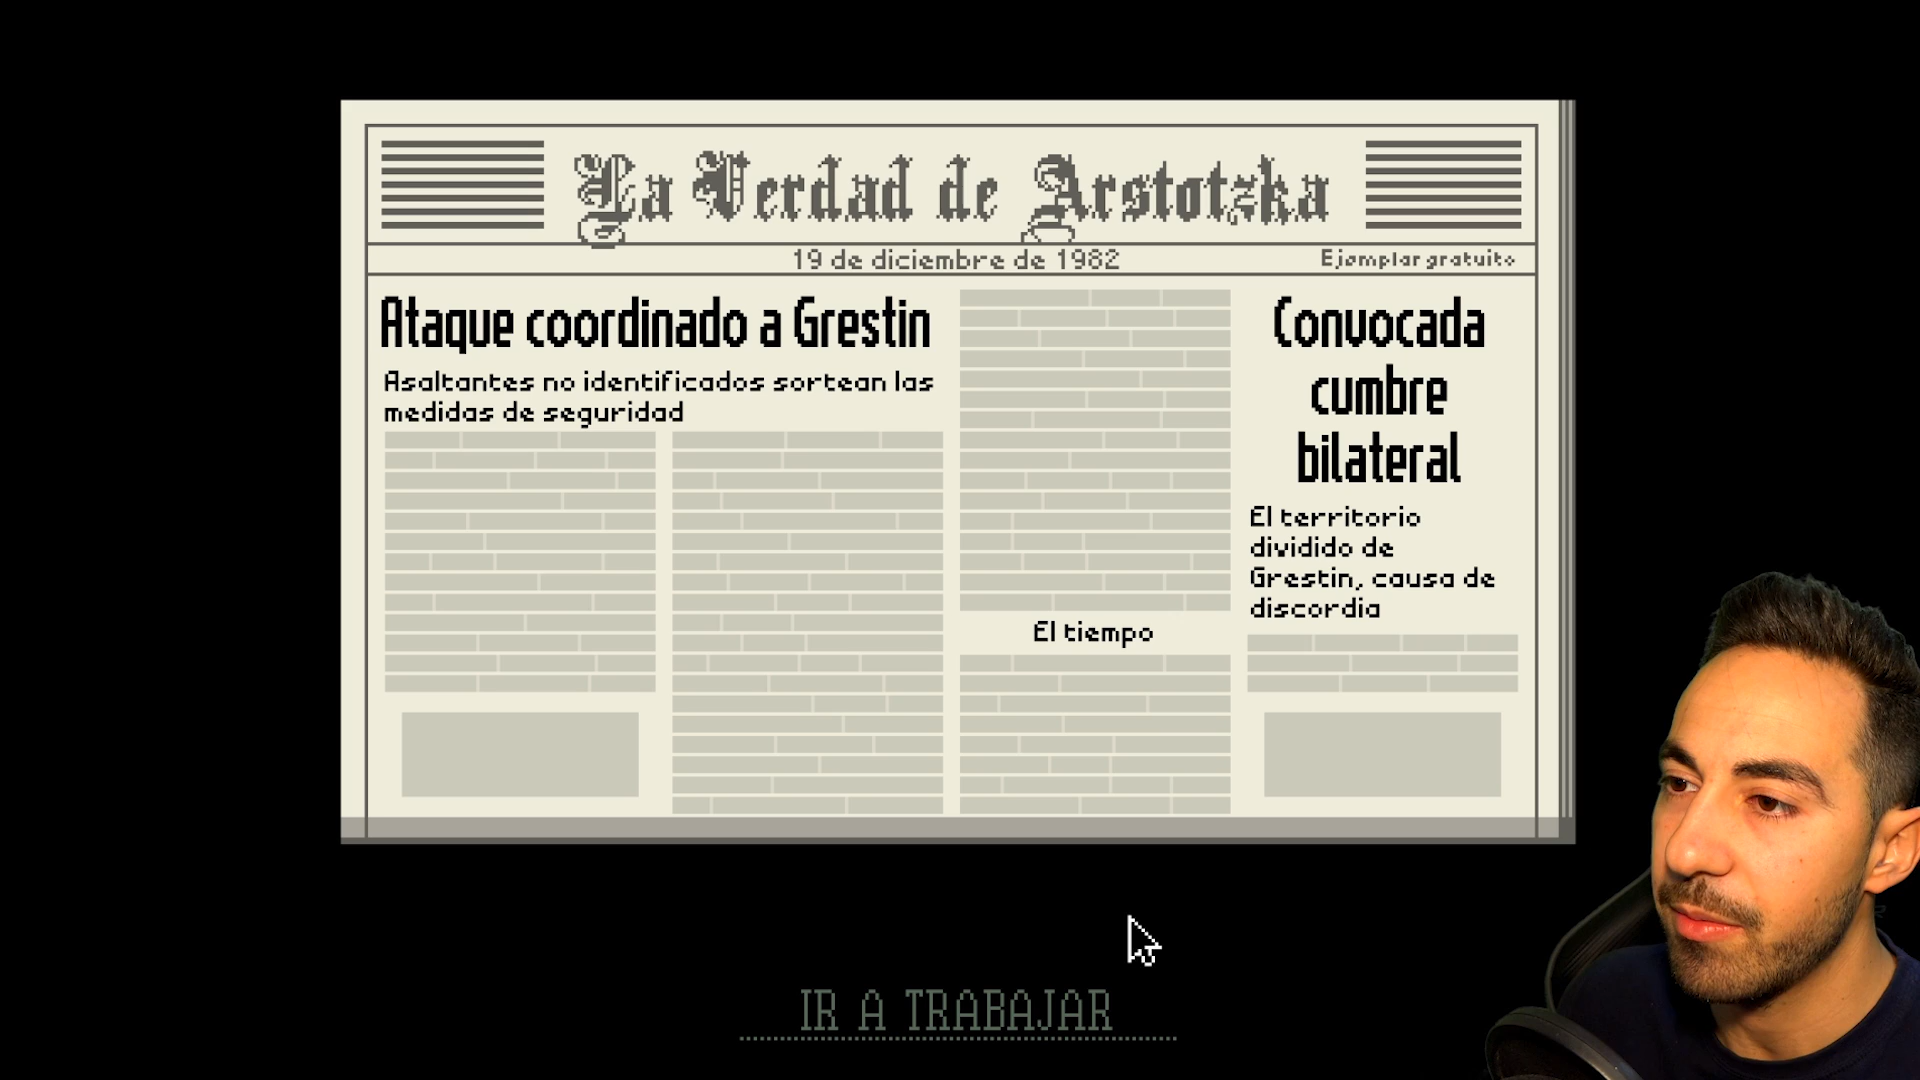 La Verdad de Arstotzka
19 de diciembre de 1982
Ejemplar gratuito
Ataque coordinado a Grestin
Asaltantes no identificados sortean las
medidas de seguridad
El tiempo
Convocada
cumbre
bilateral
El territorio
dividido de
Grestin, causa de
discordia
IR A TRABAJAR